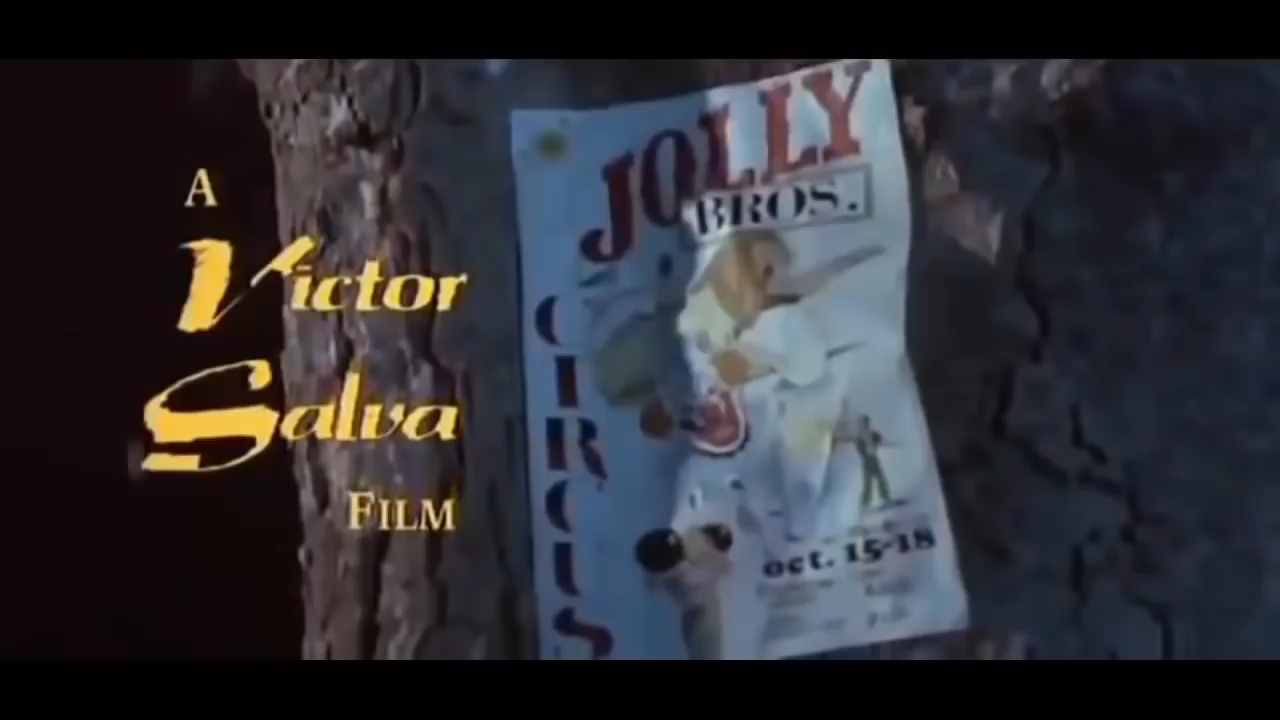 A
Victor
Salva
FILM
JOLLY
BROS.
CIRCUS
oct. 15-18